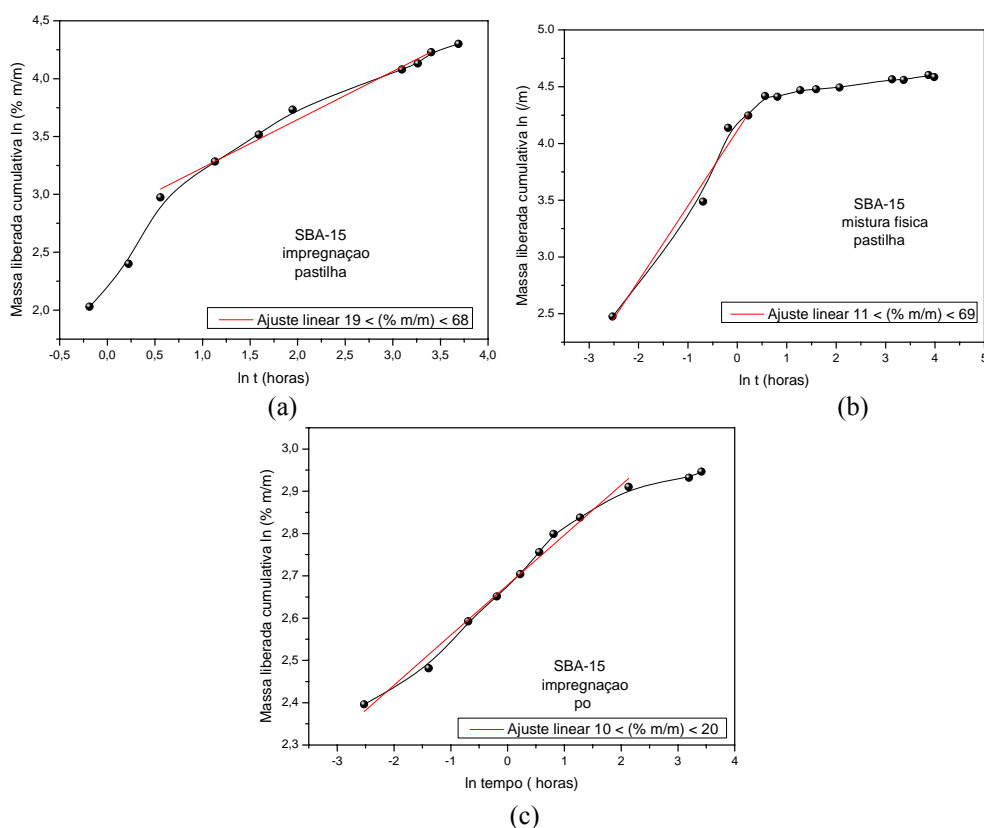 4,5
4,0
3,5
3,0
2,5
2,0
Massa liberada cumulativa ln (% m/m)
SBA-15
impregnaçao
pastilha
Ajuste linear 19 < (% m/m) < 68
-0,5 0,0 0,5 1,0 1,5 2,0 2,5 3,0 3,5 4,0
ln t (horas)
(a)
5.0
4.5
4.0
3.5
3.0
2.5
Massa liberada cumulativa ln (/m)
SBA-15
mistura fisica
pastilha
Ajuste linear 11 < (% m/m) < 69
-3 -2 -1 0 1 2 3 4 5
ln t (horas)
(b)
3,0
2,9
2,8
2,7
2,6
2,5
2,4
2,3
Massa liberada cumulativa ln (% m/m)
SBA-15
impregnaçao
po
Ajuste linear 10 < (% m/m) < 20
-3 -2 -1 0 1 2 3 4
ln tempo ( horas)
(c)